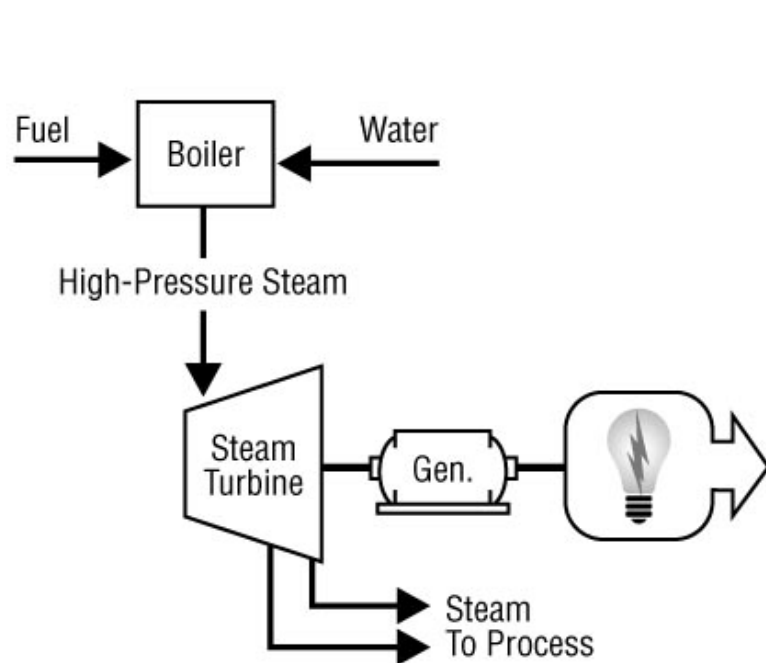 Fuel
Water
Boiler
High-Pressure Steam
Steam
Turbine
Gen.
Steam
To Process